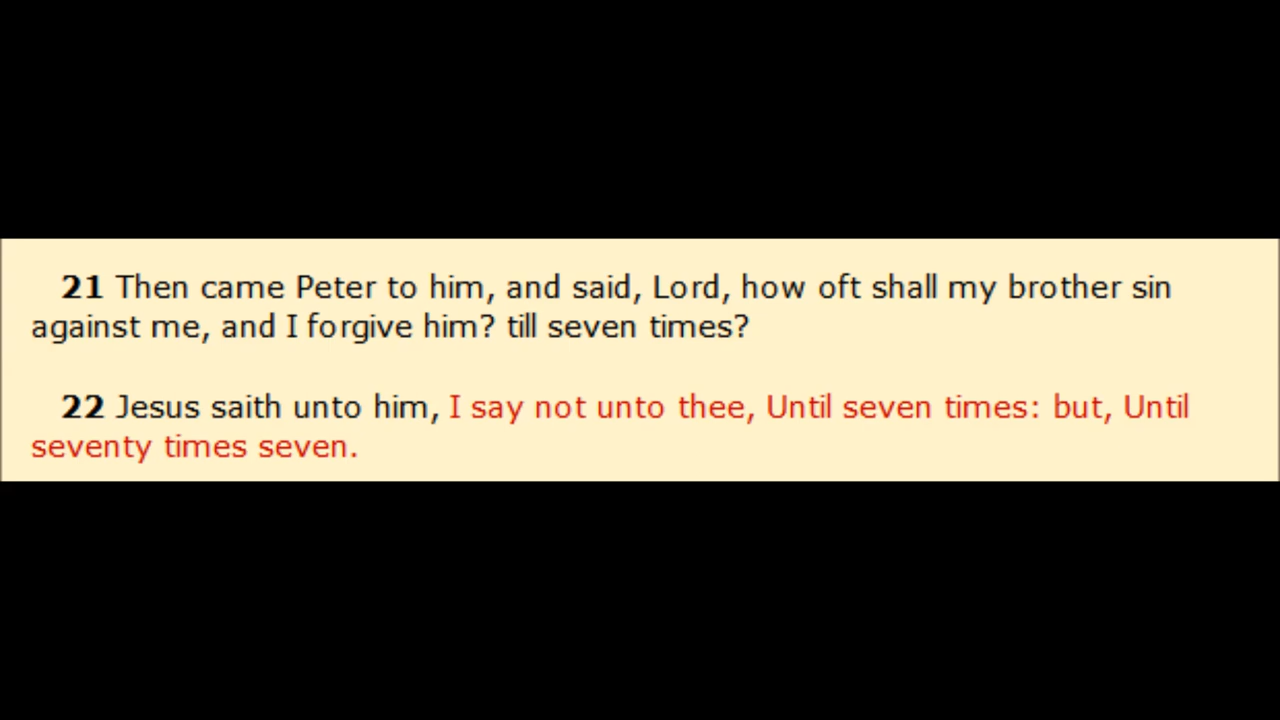 21 Then came Peter to him, and said, Lord, how oft shall my brother sin
against me, and I forgive him? till seven times?
22 Jesus saith unto him, I say not unto thee, Until seven times: but, Until
seventy times seven.